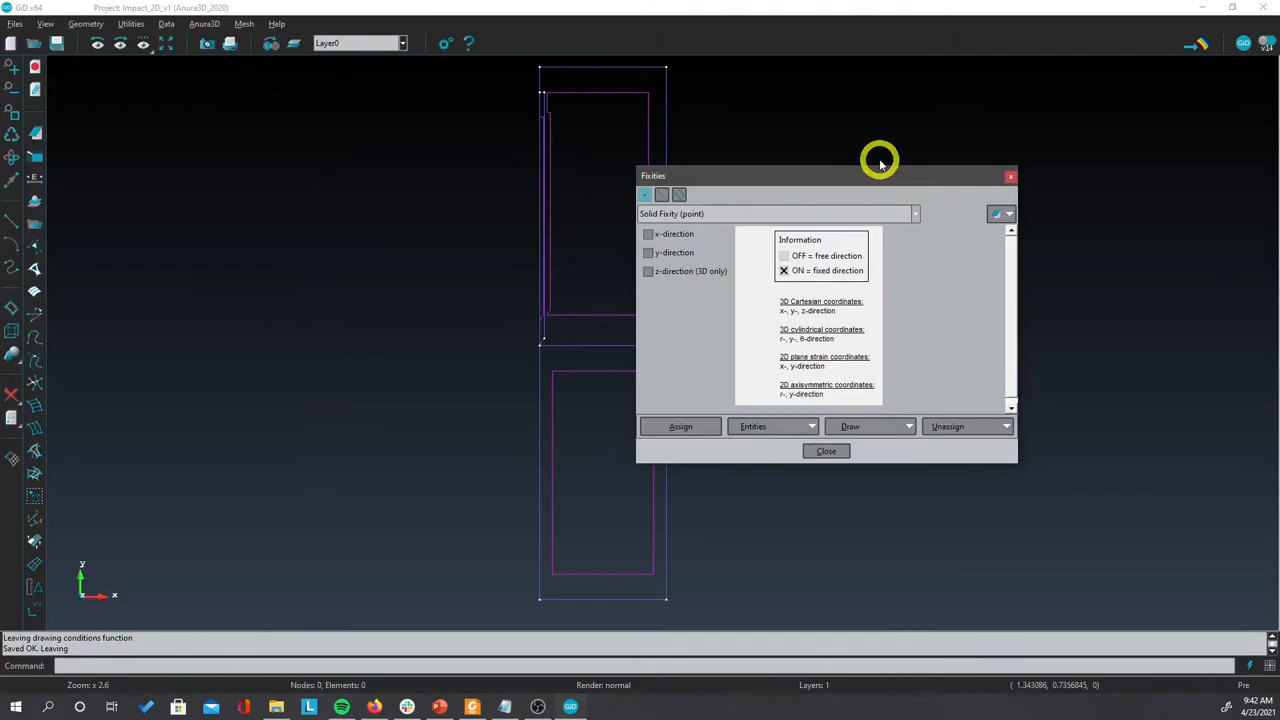 GiD x64 Project: Impact_2D_v1 (Anura3D_2020)
Files View Geometry Utilities Data Anura3D Mesh Help
Layer0
GiD v14
Fixities
x
Solid Fixity (point)
x-direction
y-direction
z-direction (3D only)
Information
OFF = free direction
ON = fixed direction
3D Cartesian coordinates:
x-, y-, z-direction
3D cylindrical coordinates:
r-, y-, θ-direction
2D plane strain coordinates:
x-, y-direction
2D axisymmetric coordinates:
r-, y-direction
Assign Entities Draw Unassign
Close
y
z x
Leaving drawing conditions function
Saved OK. Leaving
Command:
Zoom: x 2.6 Nodes: 0, Elements: 0 Render: normal Layers: 1 ( 1.343086, 0.7356845, 0) Pre
9:42 AM
4/23/2021